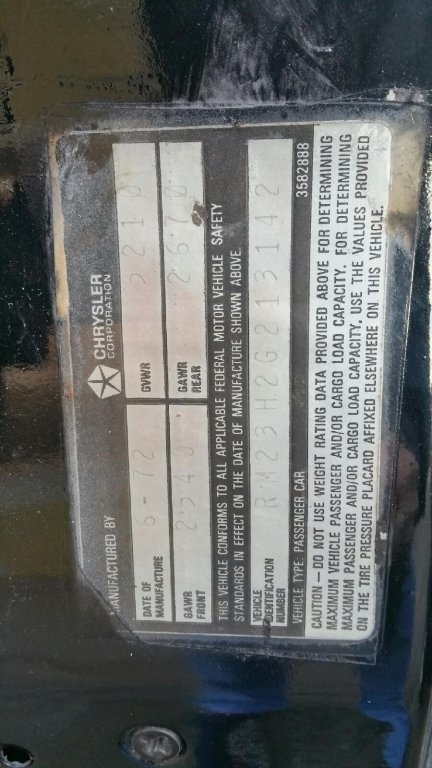 MANUFACTURED BY CHRYSLER
CORPORATION
DATE OF
MANUFACTURE 6-72 GVWR 5210
GAWR
FRONT 2540 GAWR
REAR 2670
THIS VEHICLE CONFORMS TO ALL APPLICABLE FEDERAL MOTOR VEHICLE SAFETY
STANDARDS IN EFFECT ON THE DATE OF MANUFACTURE SHOWN ABOVE.
VEHICLE
IDENTIFICATION
NUMBER RM23H2G213142
VEHICLE TYPE: PASSENGER CAR 3582888
CAUTION — DO NOT USE WEIGHT RATING DATA PROVIDED ABOVE FOR DETERMINING
MAXIMUM VEHICLE PASSENGER AND/OR CARGO LOAD CAPACITY. FOR DETERMINING
MAXIMUM PASSENGER AND/OR CARGO LOAD CAPACITY, USE THE VALUES PROVIDED
ON THE TIRE PRESSURE PLACARD AFFIXED ELSEWHERE ON THIS VEHICLE.